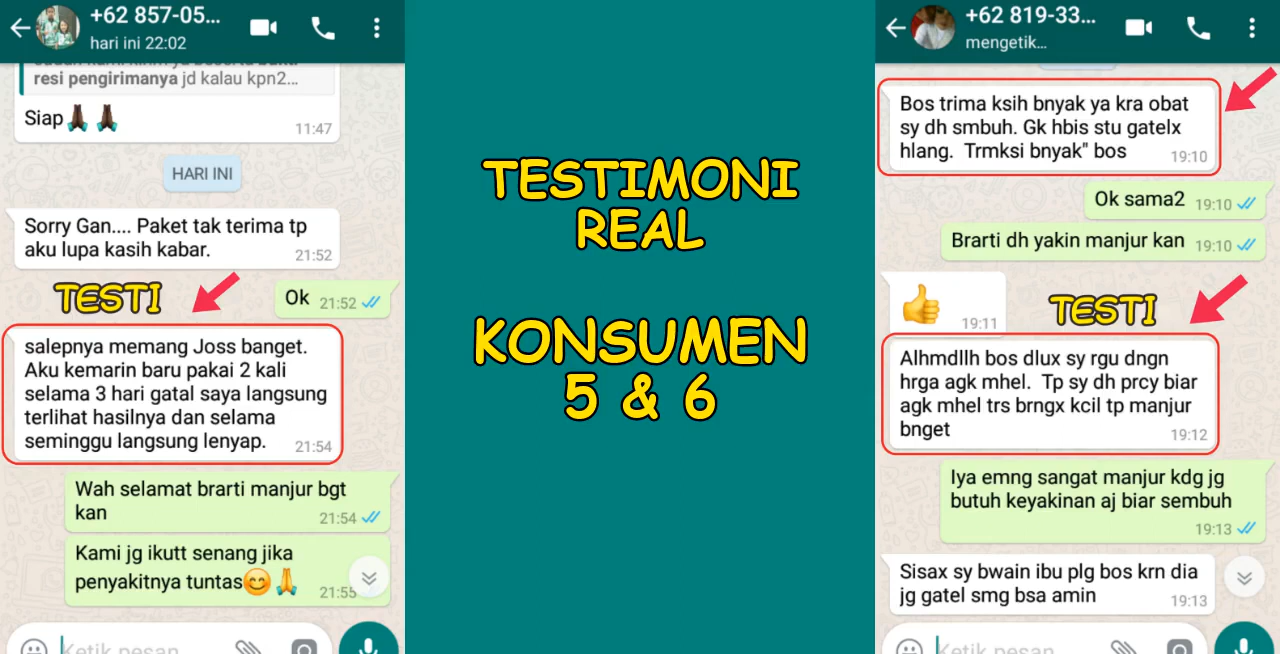 +62 857-05...
hari ini 22:02
resi pengirimanya jd kalau kpn2...
Siap
11:47
HARI INI
Sorry Gan.... Paket tak terima tp
aku lupa kasih kabar.
21:52
TESTI
Ok 21:52
salepnya memang Joss banget.
Aku kemarin baru pakai 2 kali
selama 3 hari gatal saya langsung
terlihat hasilnya dan selama
seminggu langsung lenyap.
21:54
Wah selamat brarti manjur bgt
kan
21:54
Kami jg ikutt senang jika
penyakitnya tuntas
21:55
Ketik pesan
TESTIMONI
REAL
KONSUMEN
5 & 6
+62 819-33...
mengetik...
Bos trima ksih bnyak ya kra obat
sy dh smbuh. Gk hbis stu gatelx
hlang. Trmksi bnyak" bos
19:10
Ok sama2 19:10
Brarti dh yakin manjur kan 19:10
19:11
TESTI
Alhmdllh bos dlux sy rgu dngn
hrga agk mhel. Tp sy dh prcy biar
agk mhel trs brngx kcil tp manjur
bnget
19:12
Iya emng sangat manjur kdg jg
butuh keyakinan aj biar sembuh
19:13
Sisax sy bwain ibu plg bos krn dia
jg gatel smg bsa amin
19:13
Ketik pesan